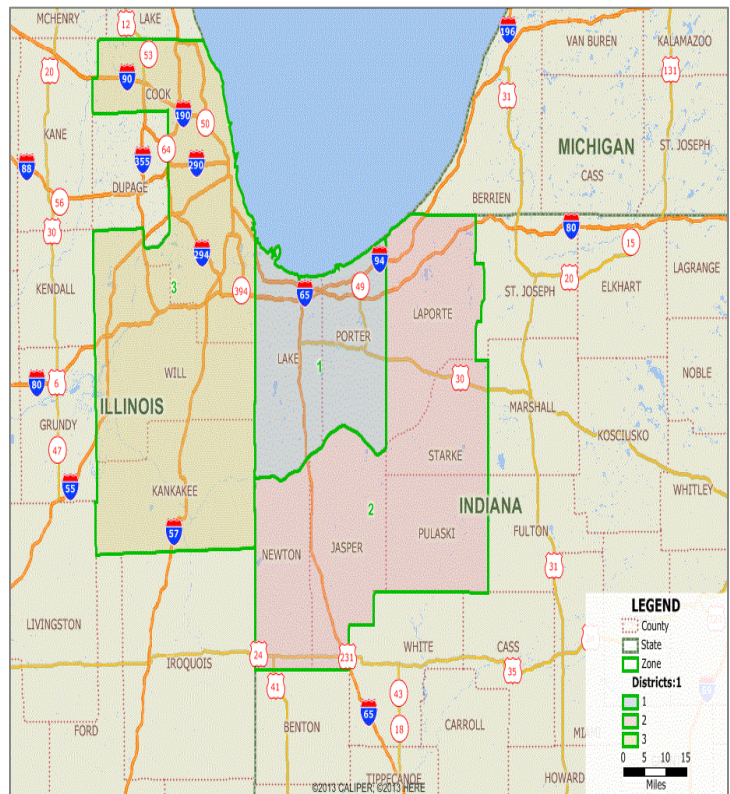 MCHENRY
LAKE
12
53
20
90
COOK
190
50
KANE
64
355
290
88
DUPAGE
56
30
294
KENDALL
3
394
WILL
80
6
ILLINOIS
GRUNDY
47
55
KANKAKEE
57
LIVINGSTON
IROQUOIS
FORD
196
VAN BUREN
KALAMAZOO
131
31
MICHIGAN
ST. JOSEPH
CASS
BERRIEN
80
15
94
65
49
20
ST. JOSEPH
ELKHART
LAGRANGE
LAPORTE
PORTER
LAKE
1
30
NOBLE
MARSHALL
KOSCIUSKO
STARKE
WHITLEY
2
INDIANA
JASPER
PULASKI
FULTON
NEWTON
31
24
231
WHITE
CASS
35
41
43
65
18
BENTON
CARROLL
TIPPECANOE
HOWARD
LEGEND
County
State
Zone
Districts:1
1
2
3
0 5 10 15
Miles
©2013 CALIPER; ©2013 HERE